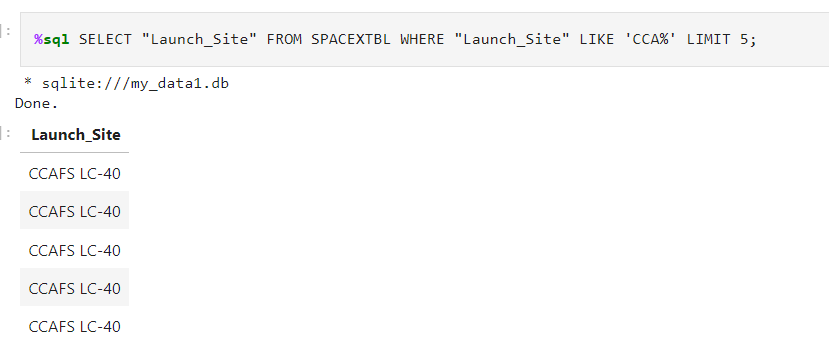 ]:
%sql SELECT "Launch_Site" FROM SPACEXTBL WHERE "Launch_Site" LIKE 'CCA%' LIMIT 5;
* sqlite:///my_data1.db
Done.
]:
Launch_Site
CCAFS LC-40
CCAFS LC-40
CCAFS LC-40
CCAFS LC-40
CCAFS LC-40